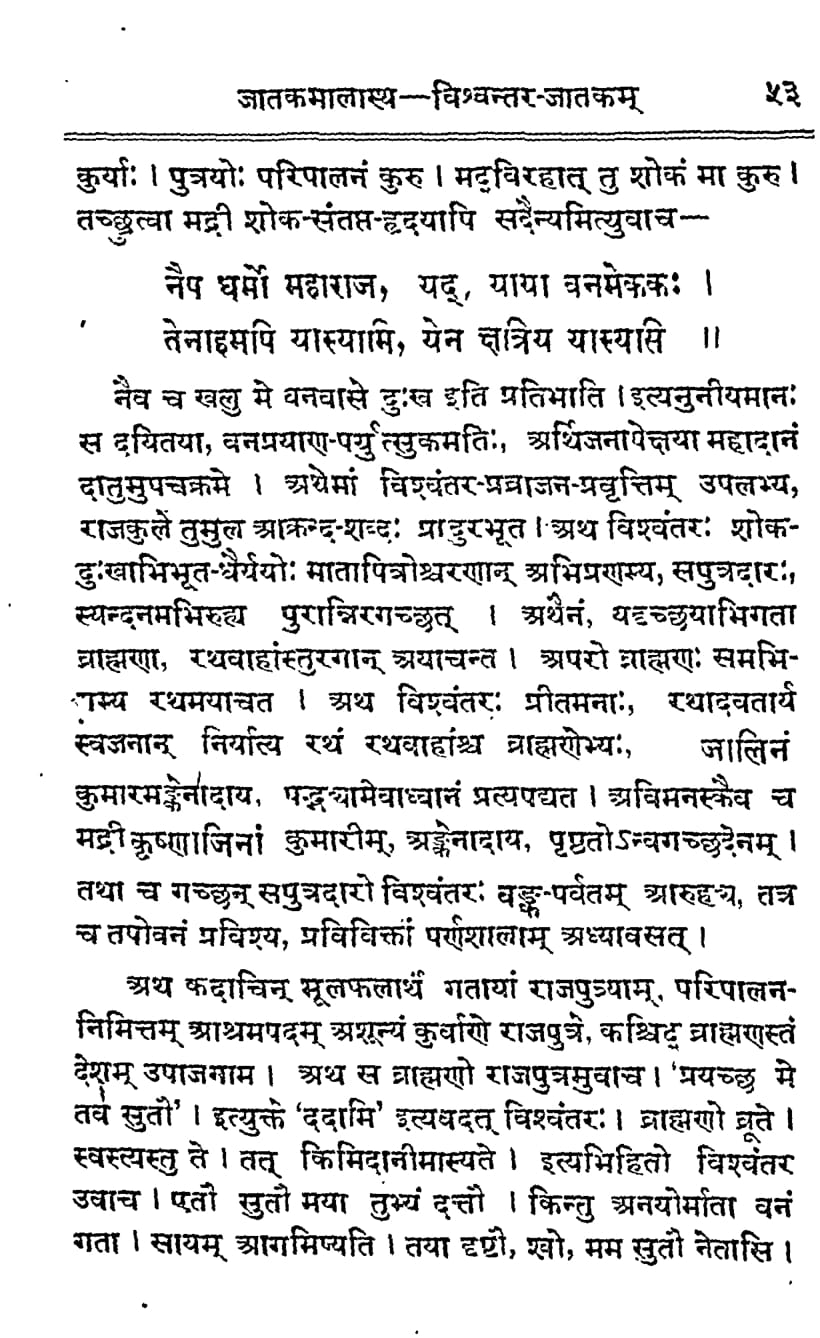 जातकमालास्थ—विश्वन्तर-जातकम् ५३
कुर्याः । पुत्रयोः परिपालनं कुरु । मद्विरहात् तु शोकं मा कुरु ।
तच्छ्रुत्वा मद्री शोक-संतप्त-हृदयापि सदैन्यमित्युवाच—
नैप धर्मो महाराज, यद्, याया वनमेककः ।
तेनाहमपि यास्यामि, येन क्षत्रिय यास्यासि ॥
नैव च खलु मे वनवासे दुःख इति प्रतिभाति । इत्यनुनीयमानः
स दयितया, वनप्रयाण-पर्युत्सुकमतिः, अर्थिजनापेक्षया महादानं
दातुमुपचक्रमे । अथेमां विश्वंतर-प्रव्राजन-प्रवृत्तिम् उपलभ्य,
राजकुले तुमुल आक्रन्द-शब्दः प्रादुरभूत । अथ विश्वंतरः शोक-
दुःखाभिभूत-धैर्ययोः मातापित्रोश्चरणान् अभिप्रणम्य, सपुत्रदारः,
स्यन्दनमभिरुह्य पुरान्निरगच्छत् । अथैनं, यदृच्छयाभिगता
ब्राह्मणा, रथवाहांस्तुरगान् अयाचन्त । अपरो ब्राह्मणः समभि-
गम्य रथमयाचत । अथ विश्वंतरः प्रीतमनाः, रथादवतार्य
स्वजनान् निर्यात्य रथं रथवाहांश्च ब्राह्मणेभ्यः, जालिनं
कुमारमङ्केनादाय, पद्भ्यामेवाध्वानं प्रत्यपद्यत । अविमनस्कैव च
मद्री कृष्णाजिनां कुमारीम्, अङ्केनादाय, पृष्ठतोऽन्वगच्छदेनम् ।
तथा च गच्छन् सपुत्रदारो विश्वंतरः वङ्क-पर्वतम् आरुह्य, तत्र
च तपोवनं प्रविश्य, प्रविविक्तां पर्णशालाम् अध्यावसत् ।
अथ कदाचिन् मूलफलार्थं गतायां राजपुत्र्याम्, परिपालन-
निमित्तम् आश्रमपदम् अशून्यं कुर्वाणे राजपुत्रे, कश्चिद् ब्राह्मणस्तं
देशम् उपाजगाम । अथ स ब्राह्मणो राजपुत्रमुवाच । 'प्रयच्छ मे
तव सुतौ' । इत्युक्ते 'ददामि' इत्यवदत् विश्वंतरः । ब्राह्मणो ब्रूते ।
स्वस्त्यस्तु ते । तत् किमिदानीमास्यते । इत्यभिहितो विश्वंतर
उवाच । एतौ सुतौ मया तुभ्यं दत्तौ । किन्तु अनयोर्माता वनं
गता । सायम् आगमिष्यति । तया दृष्टौ, श्वो, मम सुतौ नेतासि ।